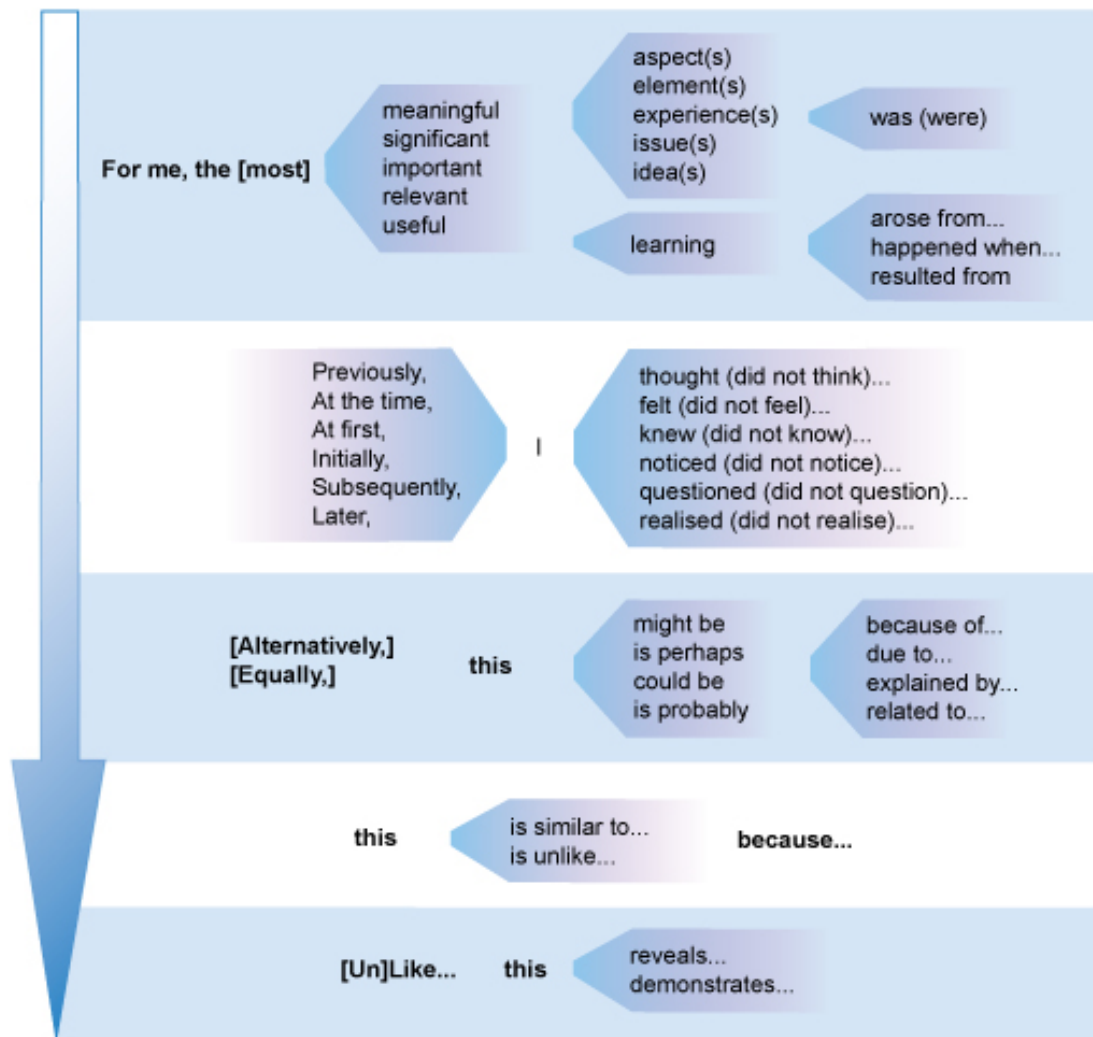 For me, the [most]
meaningful
significant
important
relevant
useful
aspect(s)
element(s)
experience(s)
issue(s)
idea(s)
was (were)
learning
arose from...
happened when...
resulted from
Previously,
At the time,
At first,
Initially,
Subsequently,
Later,
I
thought (did not think)...
felt (did not feel)...
knew (did not know)...
noticed (did not notice)...
questioned (did not question)...
realised (did not realise)...
[Alternatively,]
[Equally,]
this
might be
is perhaps
could be
is probably
because of...
due to...
explained by...
related to...
this
is similar to...
is unlike...
because...
[Un]Like...
this
reveals...
demonstrates...